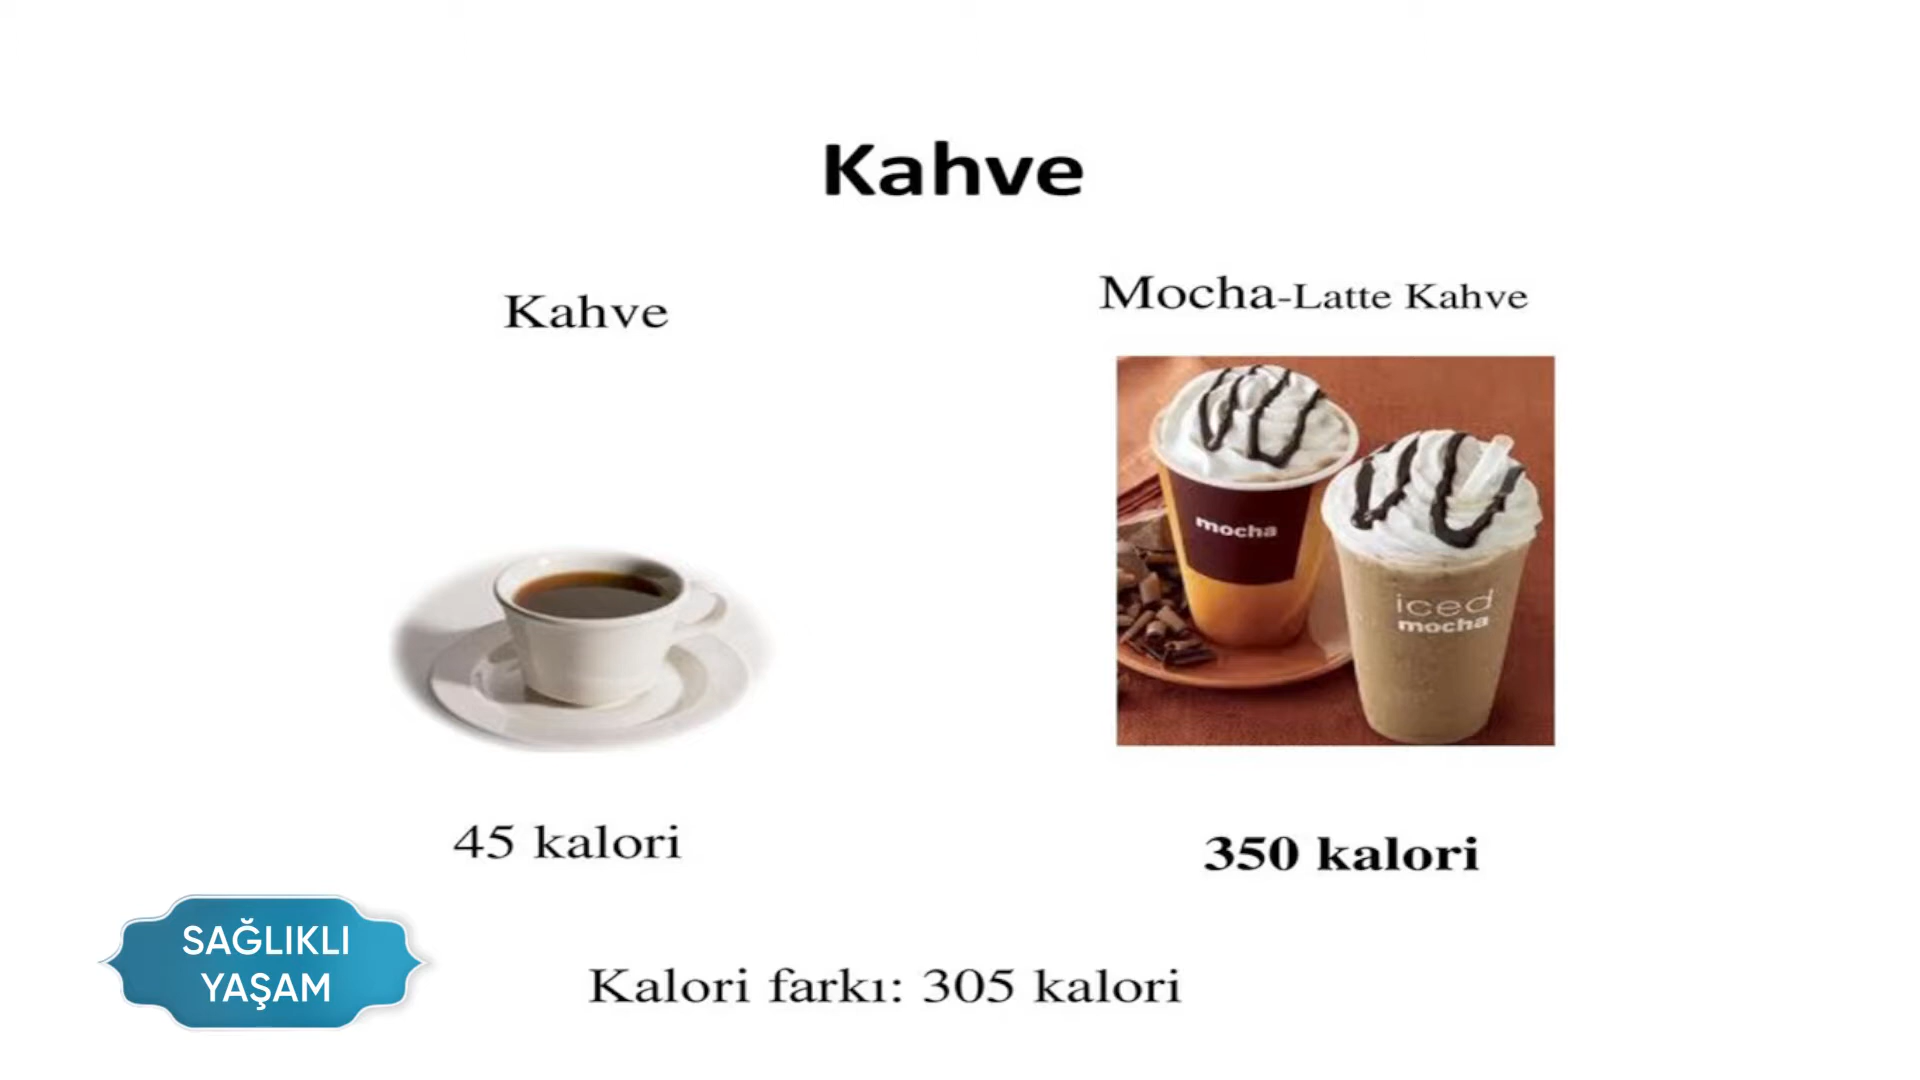 Kahve
Kahve
Mocha-Latte Kahve
mocha
iced
mocha
45 kalori
350 kalori
SAĞLIKLI
YAŞAM
Kalori farkı: 305 kalori